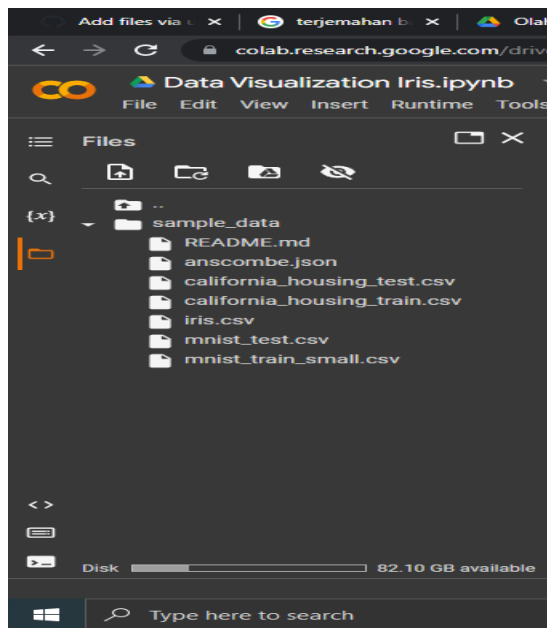 Add files via u
terjemahan b
Olah
colab.research.google.com/driv
Data Visualization Iris.ipynb
File Edit View Insert Runtime Tools
Files
{x}
..
sample_data
README.md
anscombe.json
california_housing_test.csv
california_housing_train.csv
iris.csv
mnist_test.csv
mnist_train_small.csv
< >
Disk 82.10 GB available
Type here to search